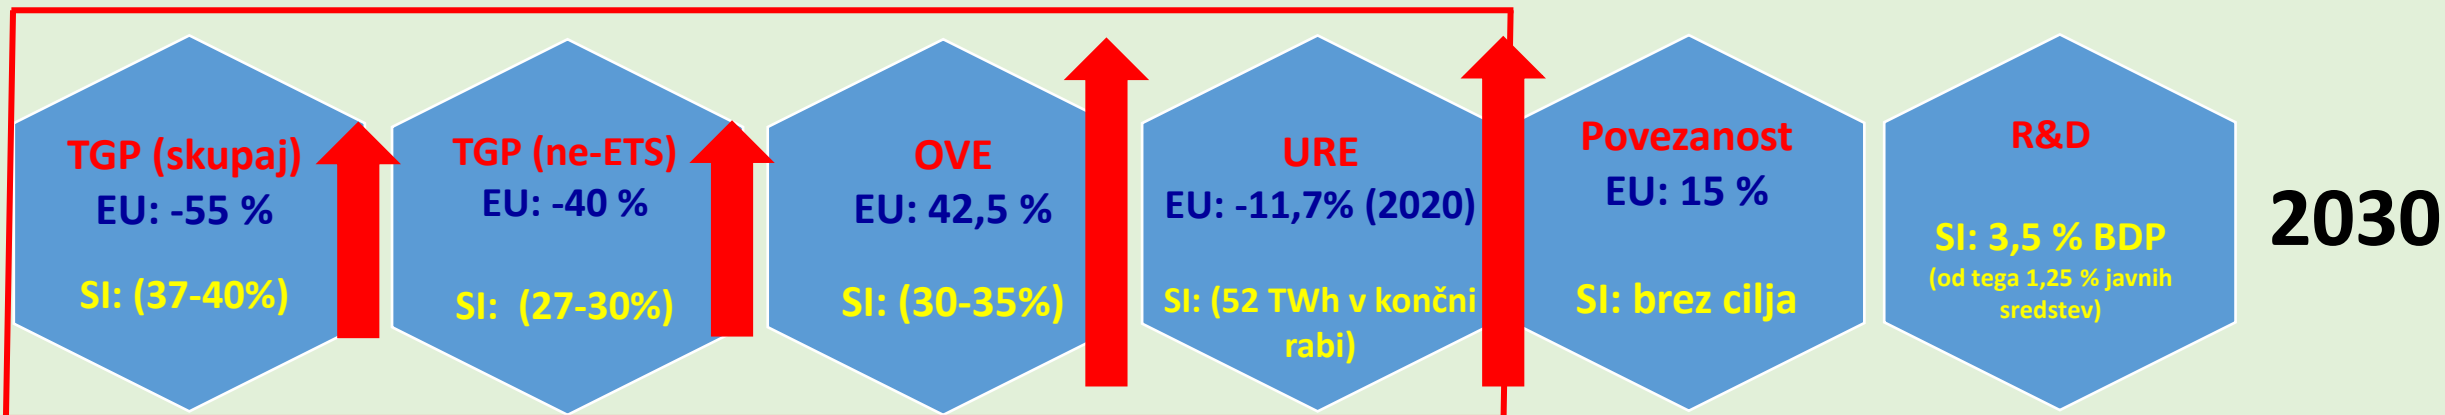 TGP (skupaj)
EU: -55 %
SI: (37-40%)
TGP (ne-ETS)
EU: -40 %
SI:  (27-30%)
OVE
EU: 42,5 %
SI: (30-35%)
URE
EU: -11,7% (2020)
SI: (52 TWh v končni
rabi)
Povezanost
EU: 15 %
SI: brez cilja
R&D
SI: 3,5 % BDP
(od tega 1,25 % javnih
sredstev)
2030